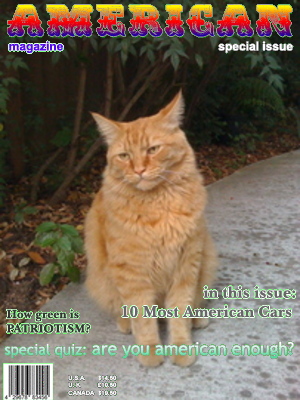 AMERICAN
magazine
special issue
in this issue:
10 Most American Cars
How green is
PATRIOTISM?
special quiz: are you american enough?
U.S.A. $14.50
U.K. £10.50
CANADA $19.50